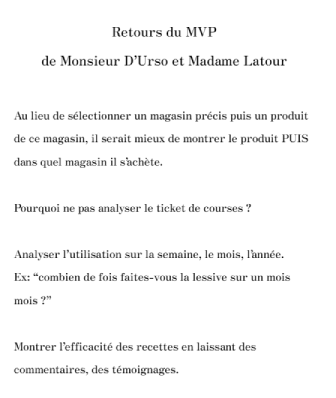 Retours du MVP
de Monsieur D'Urso et Madame Latour
Au lieu de sélectionner un magasin précis puis un produit
de ce magasin, il serait mieux de montrer le produit PUIS
dans quel magasin il s'achète.
Pourquoi ne pas analyser le ticket de courses ?
Analyser l'utilisation sur la semaine, le mois, l'année.
Ex: “combien de fois faites-vous la lessive sur un mois
mois ?”
Montrer l'efficacité des recettes en laissant des
commentaires, des témoignages.